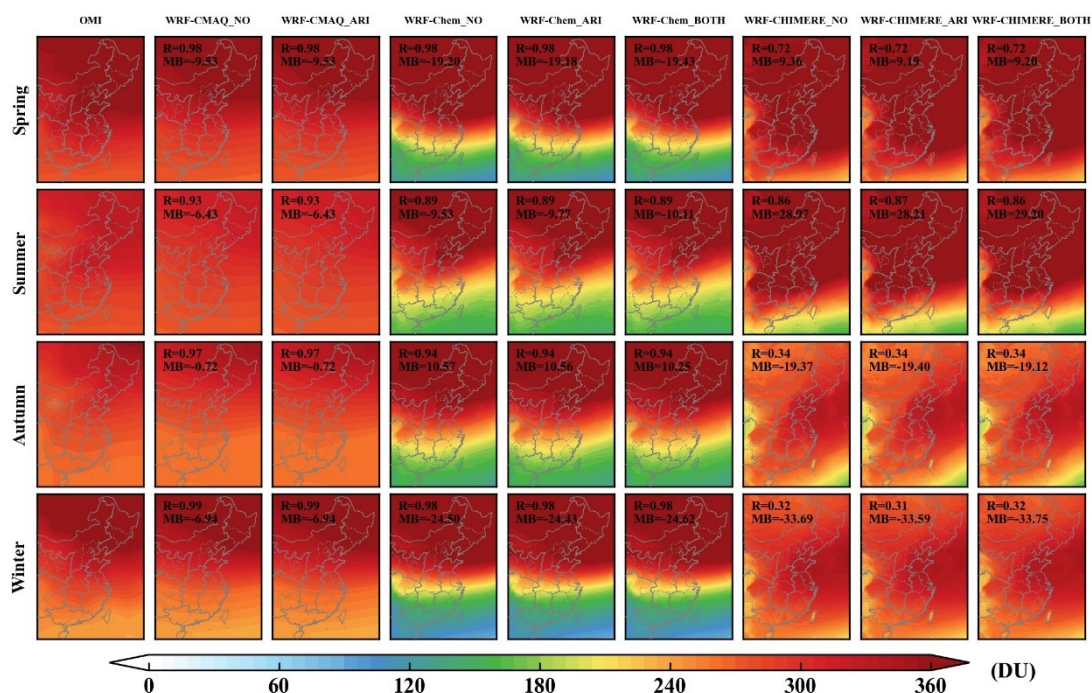 OMI WRF-CMAQ_NO WRF-CMAQ_ARI WRF-Chem_NO WRF-Chem_ARI WRF-Chem_BOTH WRF-CHIMERE_NO WRF-CHIMERE_ARI WRF-CHIMERE_BOTH
Spring
R=0.98 R=0.98 R=0.98 R=0.98 R=0.98 R=0.72 R=0.72 R=0.72
MB=-9.53 MB=-9.53 MB=-19.20 MB=-19.18 MB=-19.43 MB=9.36 MB=9.19 MB=9.20
Summer
R=0.93 R=0.93 R=0.89 R=0.89 R=0.89 R=0.86 R=0.87 R=0.86
MB=-6.43 MB=-6.43 MB=-9.53 MB=-9.77 MB=-10.11 MB=28.97 MB=28.21 MB=29.20
Autumn
R=0.97 R=0.97 R=0.94 R=0.94 R=0.94 R=0.34 R=0.34 R=0.34
MB=-0.72 MB=-0.72 MB=10.57 MB=10.56 MB=10.25 MB=-19.37 MB=-19.40 MB=-19.12
Winter
R=0.99 R=0.99 R=0.98 R=0.98 R=0.98 R=0.32 R=0.31 R=0.32
MB=-6.94 MB=-6.94 MB=-24.50 MB=-24.43 MB=-24.62 MB=-33.69 MB=-33.59 MB=-33.75
0 60 120 180 240 300 360 (DU)